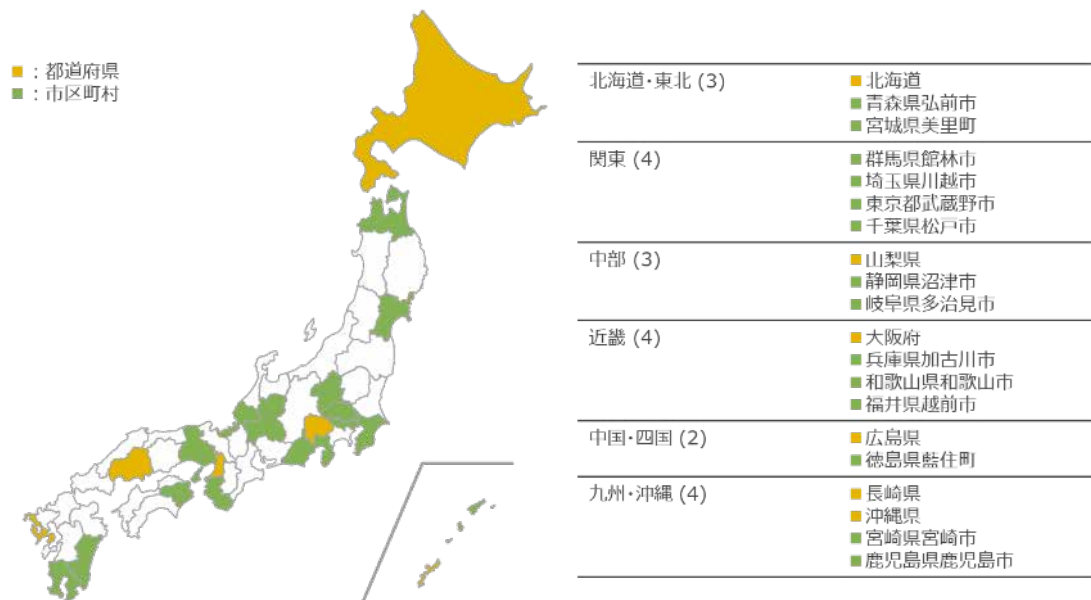 ■：都道府県
■：市区町村
北海道・東北 (3)
■北海道
■青森県弘前市
■宮城県美里町
関東 (4)
■群馬県館林市
■埼玉県川越市
■東京都武蔵野市
■千葉県松戸市
中部 (3)
■山梨県
■静岡県沼津市
■岐阜県多治見市
近畿 (4)
■大阪府
■兵庫県加古川市
■和歌山県和歌山市
■福井県越前市
中国・四国 (2)
■広島県
■徳島県藍住町
九州・沖縄 (4)
■長崎県
■沖縄県
■宮崎県宮崎市
■鹿児島県鹿児島市